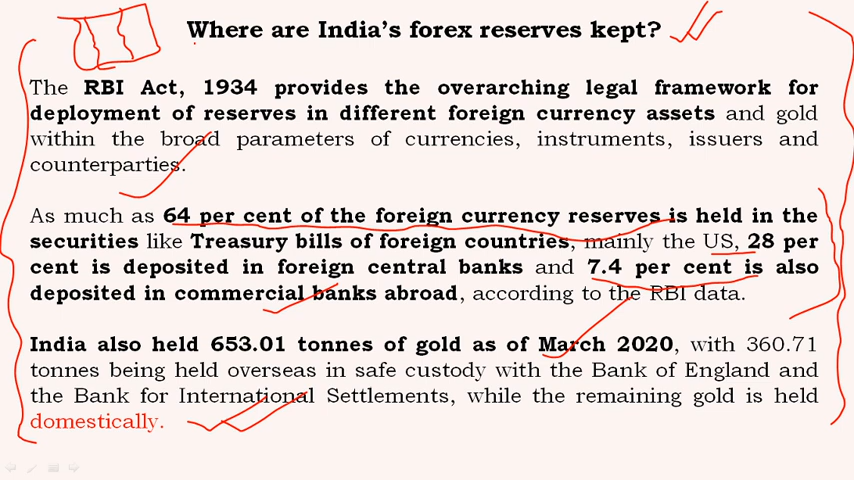 Where are India's forex reserves kept?
The RBI Act, 1934 provides the overarching legal framework for
deployment of reserves in different foreign currency assets and gold
within the broad parameters of currencies, instruments, issuers and
counterparties.
As much as 64 per cent of the foreign currency reserves is held in the
securities like Treasury bills of foreign countries, mainly the US, 28 per
cent is deposited in foreign central banks and 7.4 per cent is also
deposited in commercial banks abroad, according to the RBI data.
India also held 653.01 tonnes of gold as of March 2020, with 360.71
tonnes being held overseas in safe custody with the Bank of England and
the Bank for International Settlements, while the remaining gold is held
domestically.